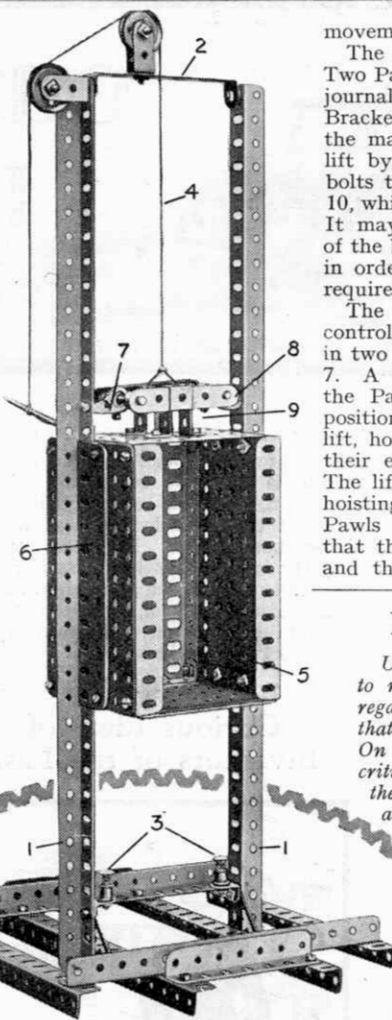 2
4
7
8
9
6
5
3
1
1
movem
The
Two Pa
journal
Bracke
the ma
lift by
bolts t
10, whi
It may
of the
in orde
require
The
control
in two
7. A
the Pa
position
lift, ho
their e
The lif
hoisting
Pawls
that th
and th
U
to r
rega
that
On
crit
the
a